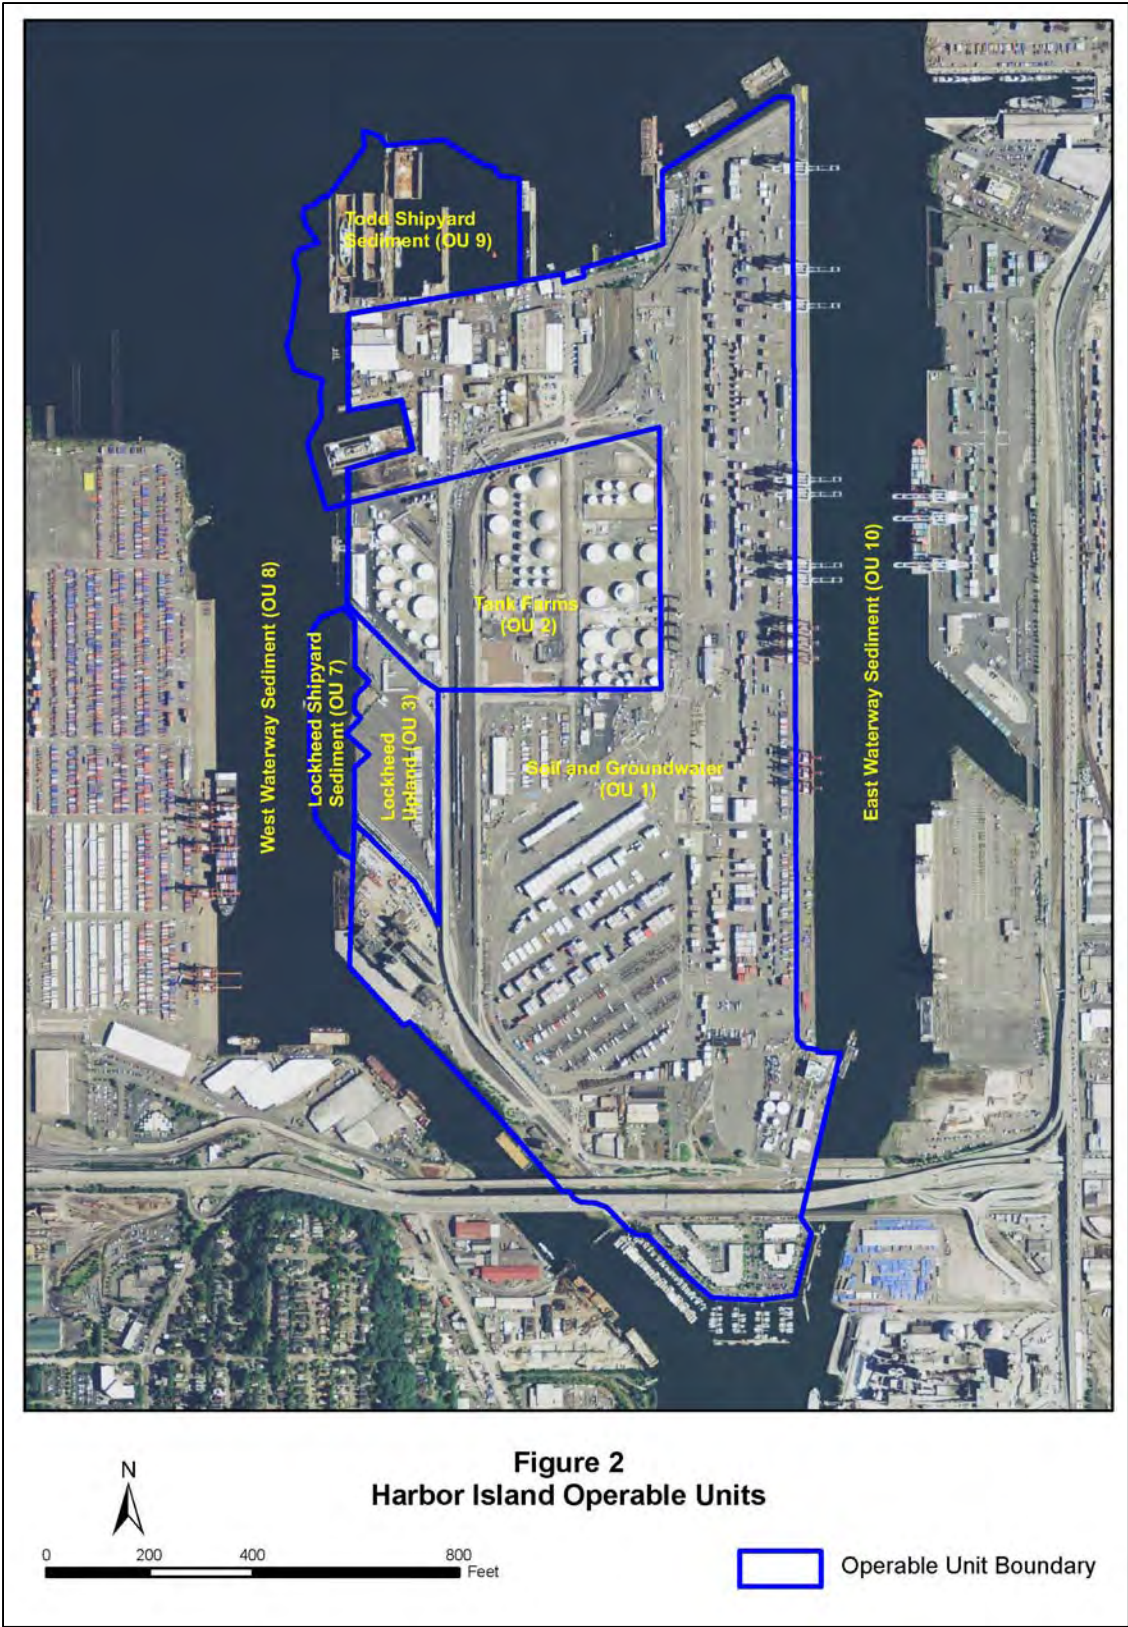 Todd Shipyard
Sediment (OU 9)
West Waterway Sediment (OU 8)
Lockheed Shipyard
Sediment (OU 7)
Lockheed
Upland (OU 3)
Tank Farms
(OU 2)
Soil and Groundwater
(OU 1)
East Waterway Sediment (OU 10)
Figure 2
Harbor Island Operable Units
N
0 200 400 800
Feet
Operable Unit Boundary